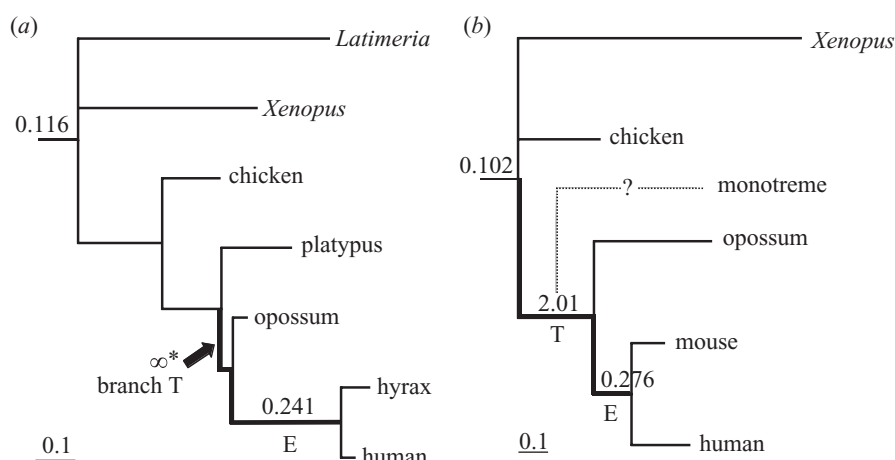 (a)
Latimeria
Xenopus
0.116
chicken
platypus
opossum
∞*
branch T
0.241
hyrax
E
human
0.1
(b)
Xenopus
chicken
0.102
?
monotreme
opossum
2.01
T
mouse
0.276
E
human
0.1